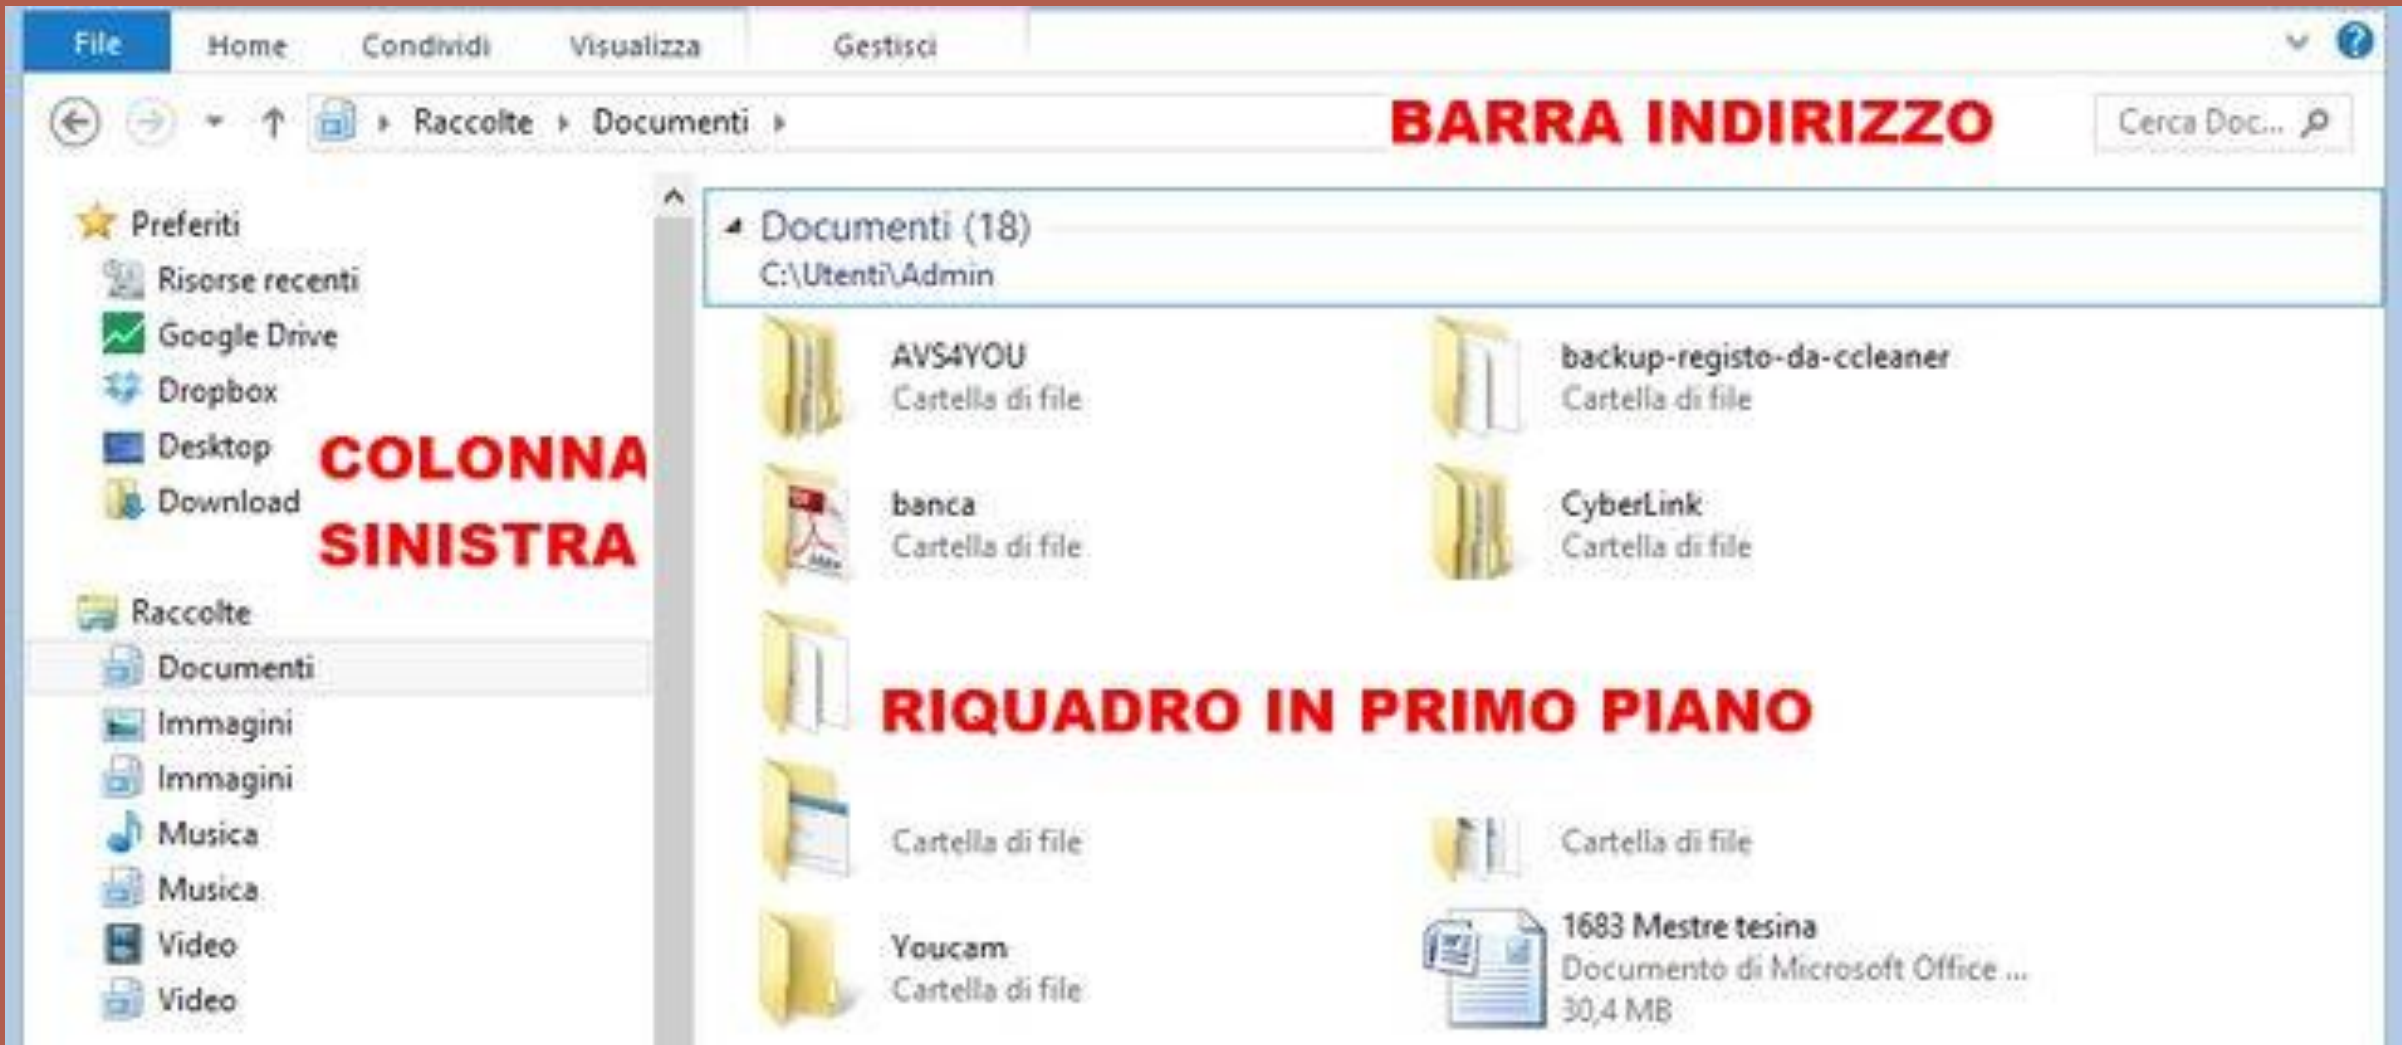 File Home Condividi Visualizza Gestisci
Raccolte Documenti BARRA INDIRIZZO Cerca Doc...
Preferiti
Risorse recenti
Google Drive
Dropbox
Desktop
Download
COLONNA
SINISTRA
Raccolte
Documenti
Immagini
Immagini
Musica
Musica
Video
Video
Documenti (18)
C:\Utenti\Admin
AVS4YOU
Cartella di file
backup-registo-da-ccleaner
Cartella di file
banca
Cartella di file
CyberLink
Cartella di file
RIQUADRO IN PRIMO PIANO
Cartella di file
Cartella di file
Youcam
Cartella di file
1683 Mestre tesina
Documento di Microsoft Office ...
30,4 MB